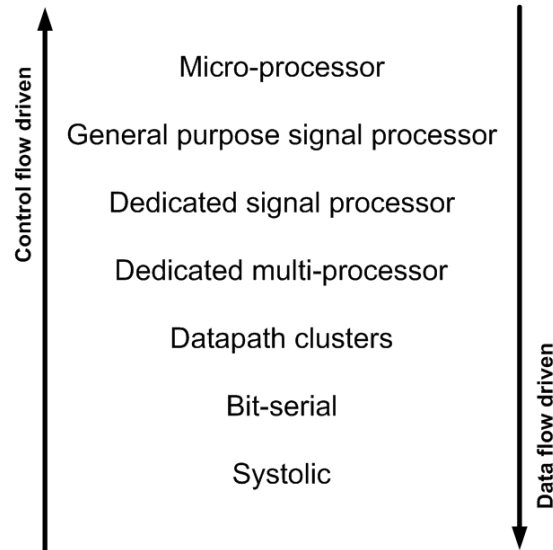 Control flow driven
Micro-processor
General purpose signal processor
Dedicated signal processor
Dedicated multi-processor
Datapath clusters
Bit-serial
Systolic
Data flow driven